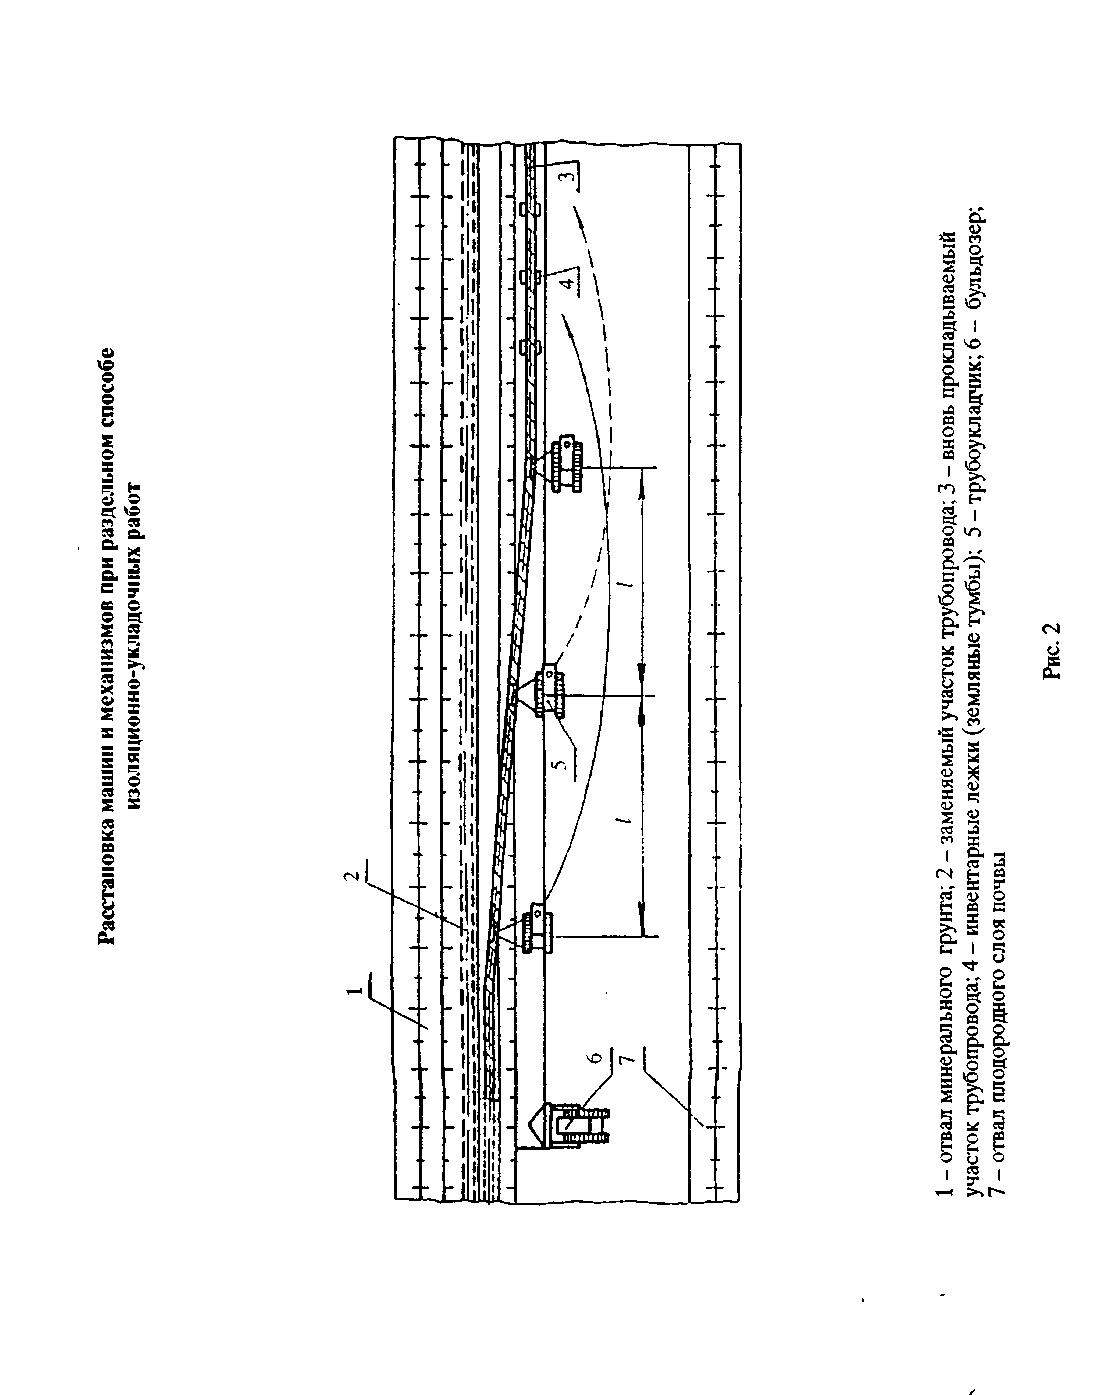 Расстановка машин и механизмов при раздельном способе
изоляционно-укладочных работ
1
2
3
4
5
6
7
l
l
1 – отвал минерального грунта; 2 – заменяемый участок трубопровода; 3 – вновь прокладываемый
участок трубопровода; 4 – инвентарные лежки (земляные тумбы); 5 – трубоукладчик; 6 – бульдозер;
7 – отвал плодородного слоя почвы
Рис. 2